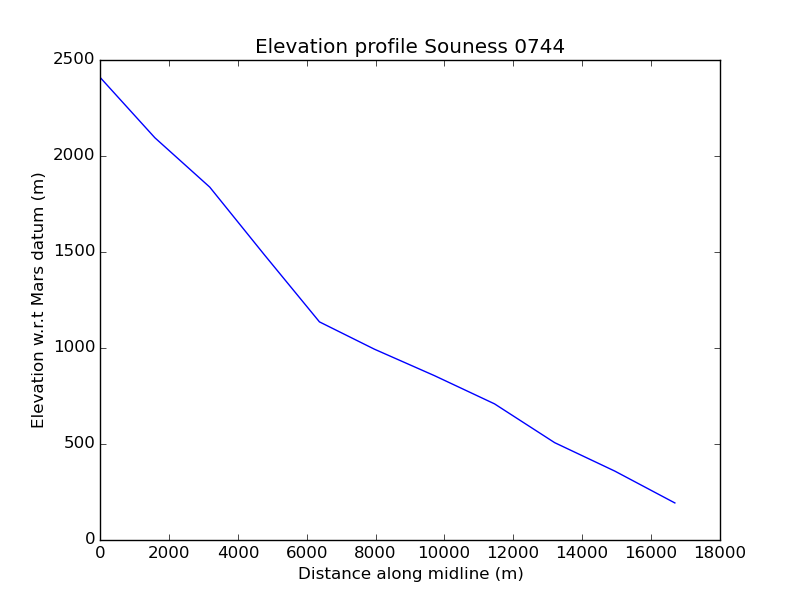 Elevation profile Souness 0744
2500
2000
1500
1000
500
0
0 2000 4000 6000 8000 10000 12000 14000 16000 18000
Distance along midline (m)
Elevation w.r.t Mars datum (m)